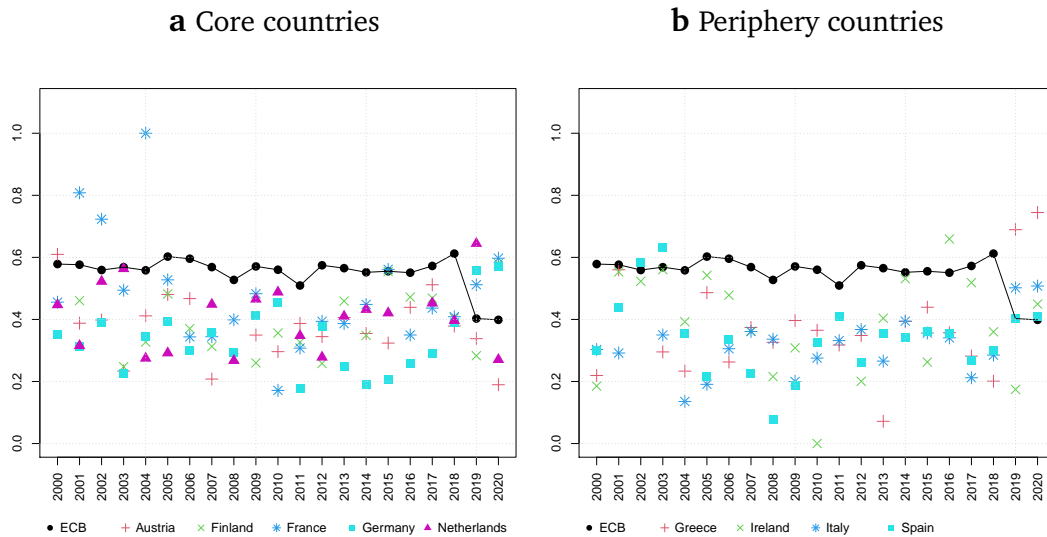 a Core countries
b Periphery countries
1.0
0.8
0.6
0.4
0.2
0.0
2000 2001 2002 2003 2004 2005 2006 2007 2008 2009 2010 2011 2012 2013 2014 2015 2016 2017 2018 2019 2020
ECB Austria Finland France Germany Netherlands
1.0
0.8
0.6
0.4
0.2
0.0
2000 2001 2002 2003 2004 2005 2006 2007 2008 2009 2010 2011 2012 2013 2014 2015 2016 2017 2018 2019 2020
ECB Greece Ireland Italy Spain